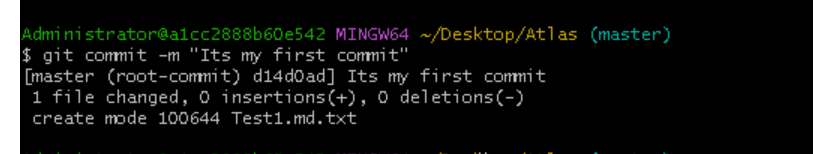 Administrator@a1cc2888b60e542 MINGW64 ~/Desktop/Atlas (master)
$ git commit -m "Its my first commit"
[master (root-commit) d14d0ad] Its my first commit
 1 file changed, 0 insertions(+), 0 deletions(-)
 create mode 100644 Test1.md.txt